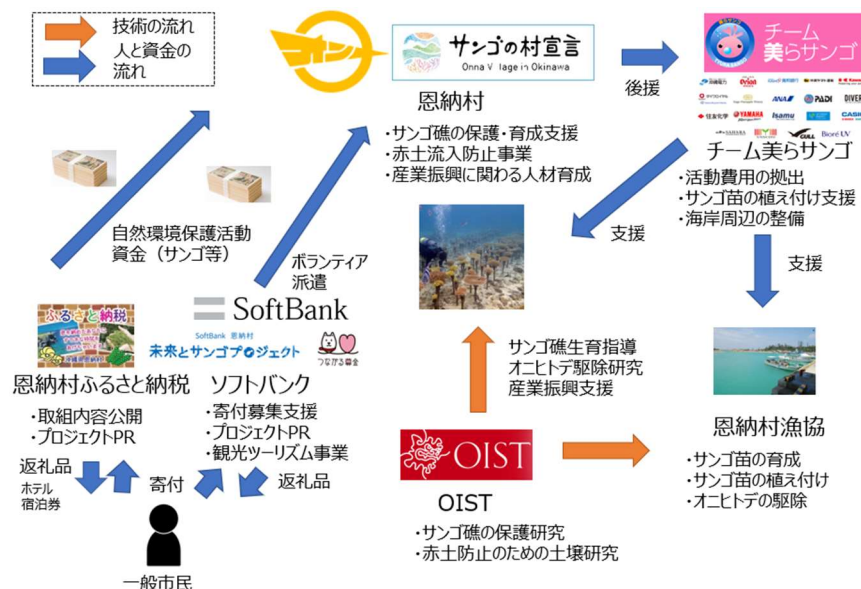 技術の流れ
人と資金の
流れ
サンゴの村宣言
Onna Village in Okinawa
恩納村
・サンゴ礁の保護・育成支援
・赤土流入防止事業
・産業振興に関わる人材育成
後援
チーム
美らサンゴ
ANA
PADI
YAMAHA
Isamu
GULL
Bioré UV
チーム美らサンゴ
・活動費用の拠出
・サンゴ苗の植え付け支援
・海岸周辺の整備
支援
支援
自然環境保護活動
資金(サンゴ等)
ボランティア
派遣
ふるさと納税
SoftBank
SoftBank 恩納村
未来とサンゴプロジェクト
つながる募金
恩納村ふるさと納税
・取組内容公開
・プロジェクトPR
ソフトバンク
・寄付募集支援
・プロジェクトPR
・観光ツーリズム事業
返礼品
ホテル
宿泊券
寄付
返礼品
一般市民
サンゴ礁生育指導
オニヒトデ駆除研究
産業振興支援
OIST
OIST
・サンゴ礁の保護研究
・赤土防止のための土壌研究
恩納村漁協
・サンゴ苗の育成
・サンゴ苗の植え付け
・オニヒトデの駆除